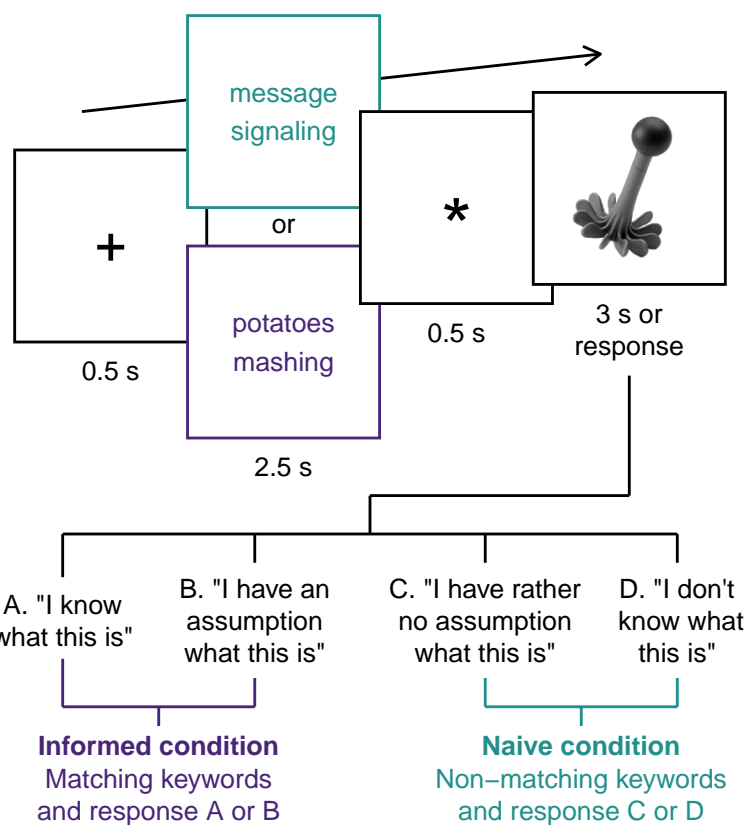 message
signaling
+
or
*
potatoes
mashing
0.5 s
2.5 s
0.5 s
3 s or
response
A. "I know
what this is"
B. "I have an
assumption
what this is"
C. "I have rather
no assumption
what this is"
D. "I don't
know what
this is"
Informed condition
Matching keywords
and response A or B
Naive condition
Non−matching keywords
and response C or D